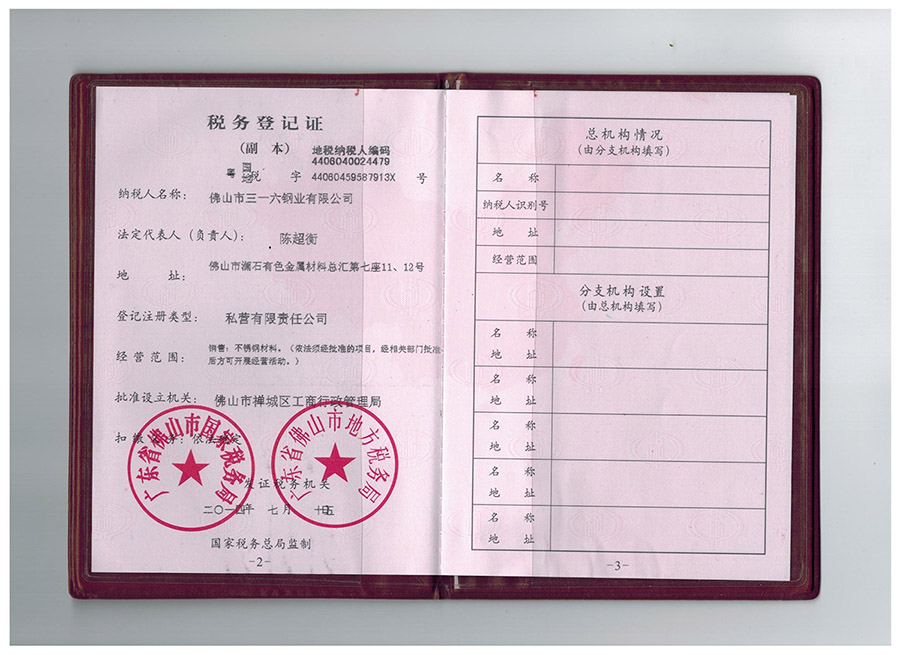 税务登记证
（副 本） 地税纳税人编码
4406040024479
粤国地税 字 44060459587913X 号
纳税人名称： 佛山市三一六钢业有限公司
法定代表人（负责人）： 陈超衡
地 址： 佛山市澜石有色金属材料总汇第七座11、12号
登记注册类型： 私营有限责任公司
经营范围： 销售：不锈钢材料。（依法须经批准的项目，经相关部门批准
后方可开展经营活动。）
批准设立机关： 佛山市禅城区工商行政管理局
扣缴义务：依法确定
广东省佛山市国家税务局
广东省佛山市地方税务局
发证税务机关
二〇一四年 七月 十五日
国家税务总局监制
-2-
总机构情况
（由分支机构填写）
名 称
纳税人识别号
地 址
经营范围
分支机构设置
（由总机构填写）
名 称
地 址
名 称
地 址
名 称
地 址
名 称
地 址
名 称
地 址
-3-